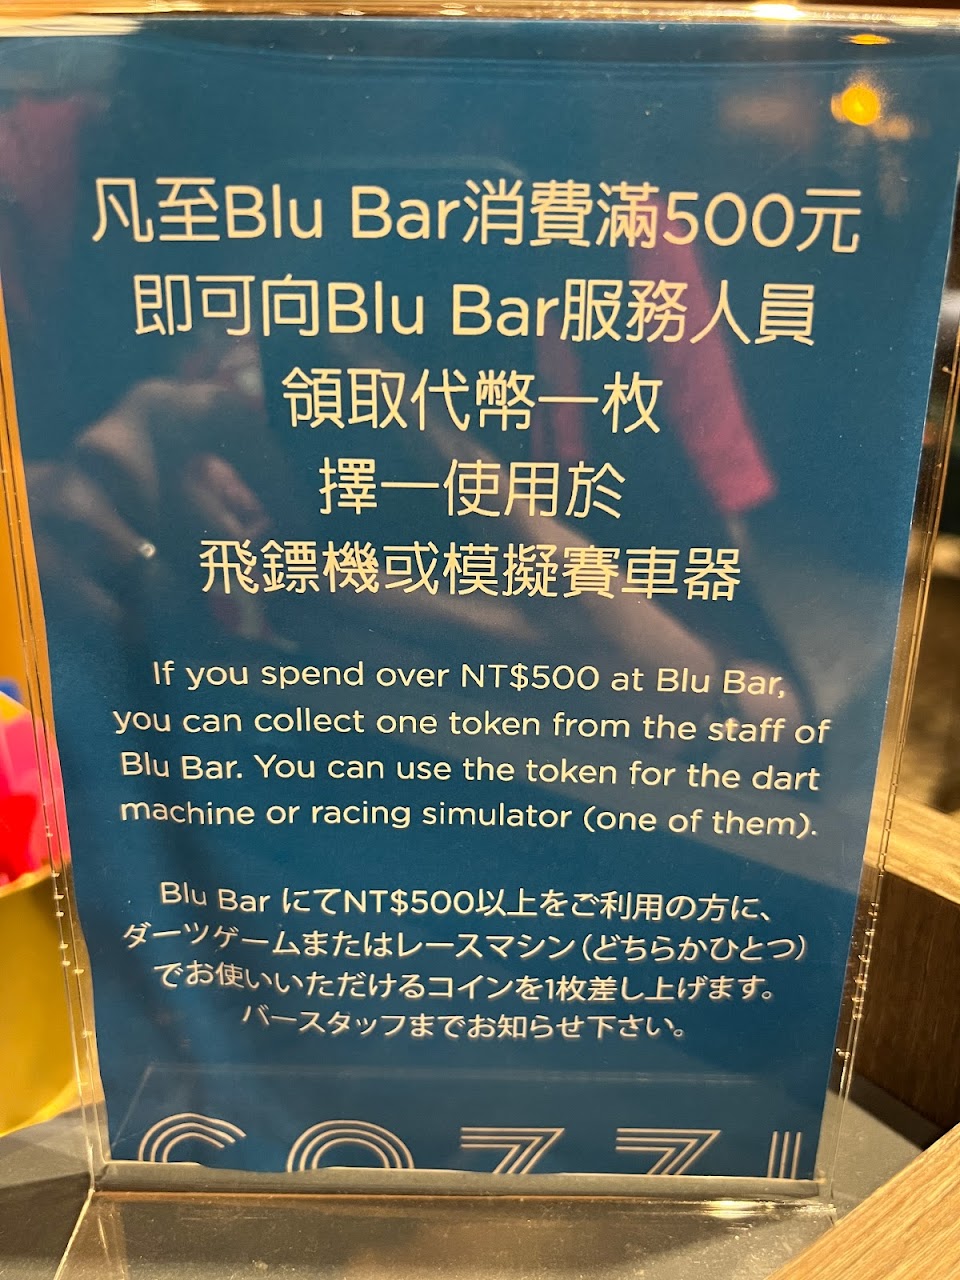 凡至Blu Bar消費滿500元
即可向Blu Bar服務人員
領取代幣一枚
擇一使用於
飛鏢機或模擬賽車器
If you spend over NT$500 at Blu Bar,
you can collect one token from the staff of
Blu Bar. You can use the token for the dart
machine or racing simulator (one of them).
Blu Bar にてNT$500以上をご利用の方に、
ダーツゲームまたはレースマシン(どちらかひとつ)
でお使いいただけるコインを1枚差し上げます。
バースタッフまでお知らせ下さい。
COZZI